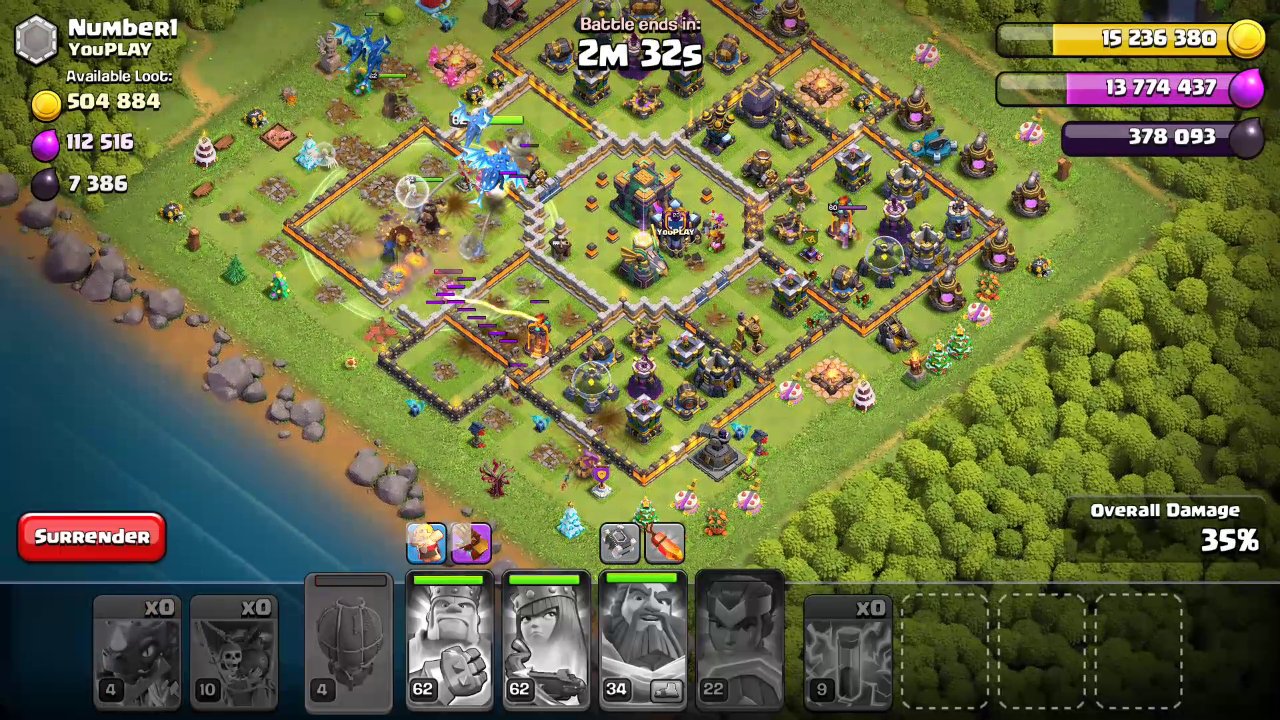 Number1
YouPLAY
Available Loot:
504 884
112 516
7 386
Battle ends in:
2M 32s
15 236 380
13 774 437
378 093
82
80
YouPLAY
Surrender
Overall Damage
35%
x0
4
x0
10
4
62
62
34
22
x0
9